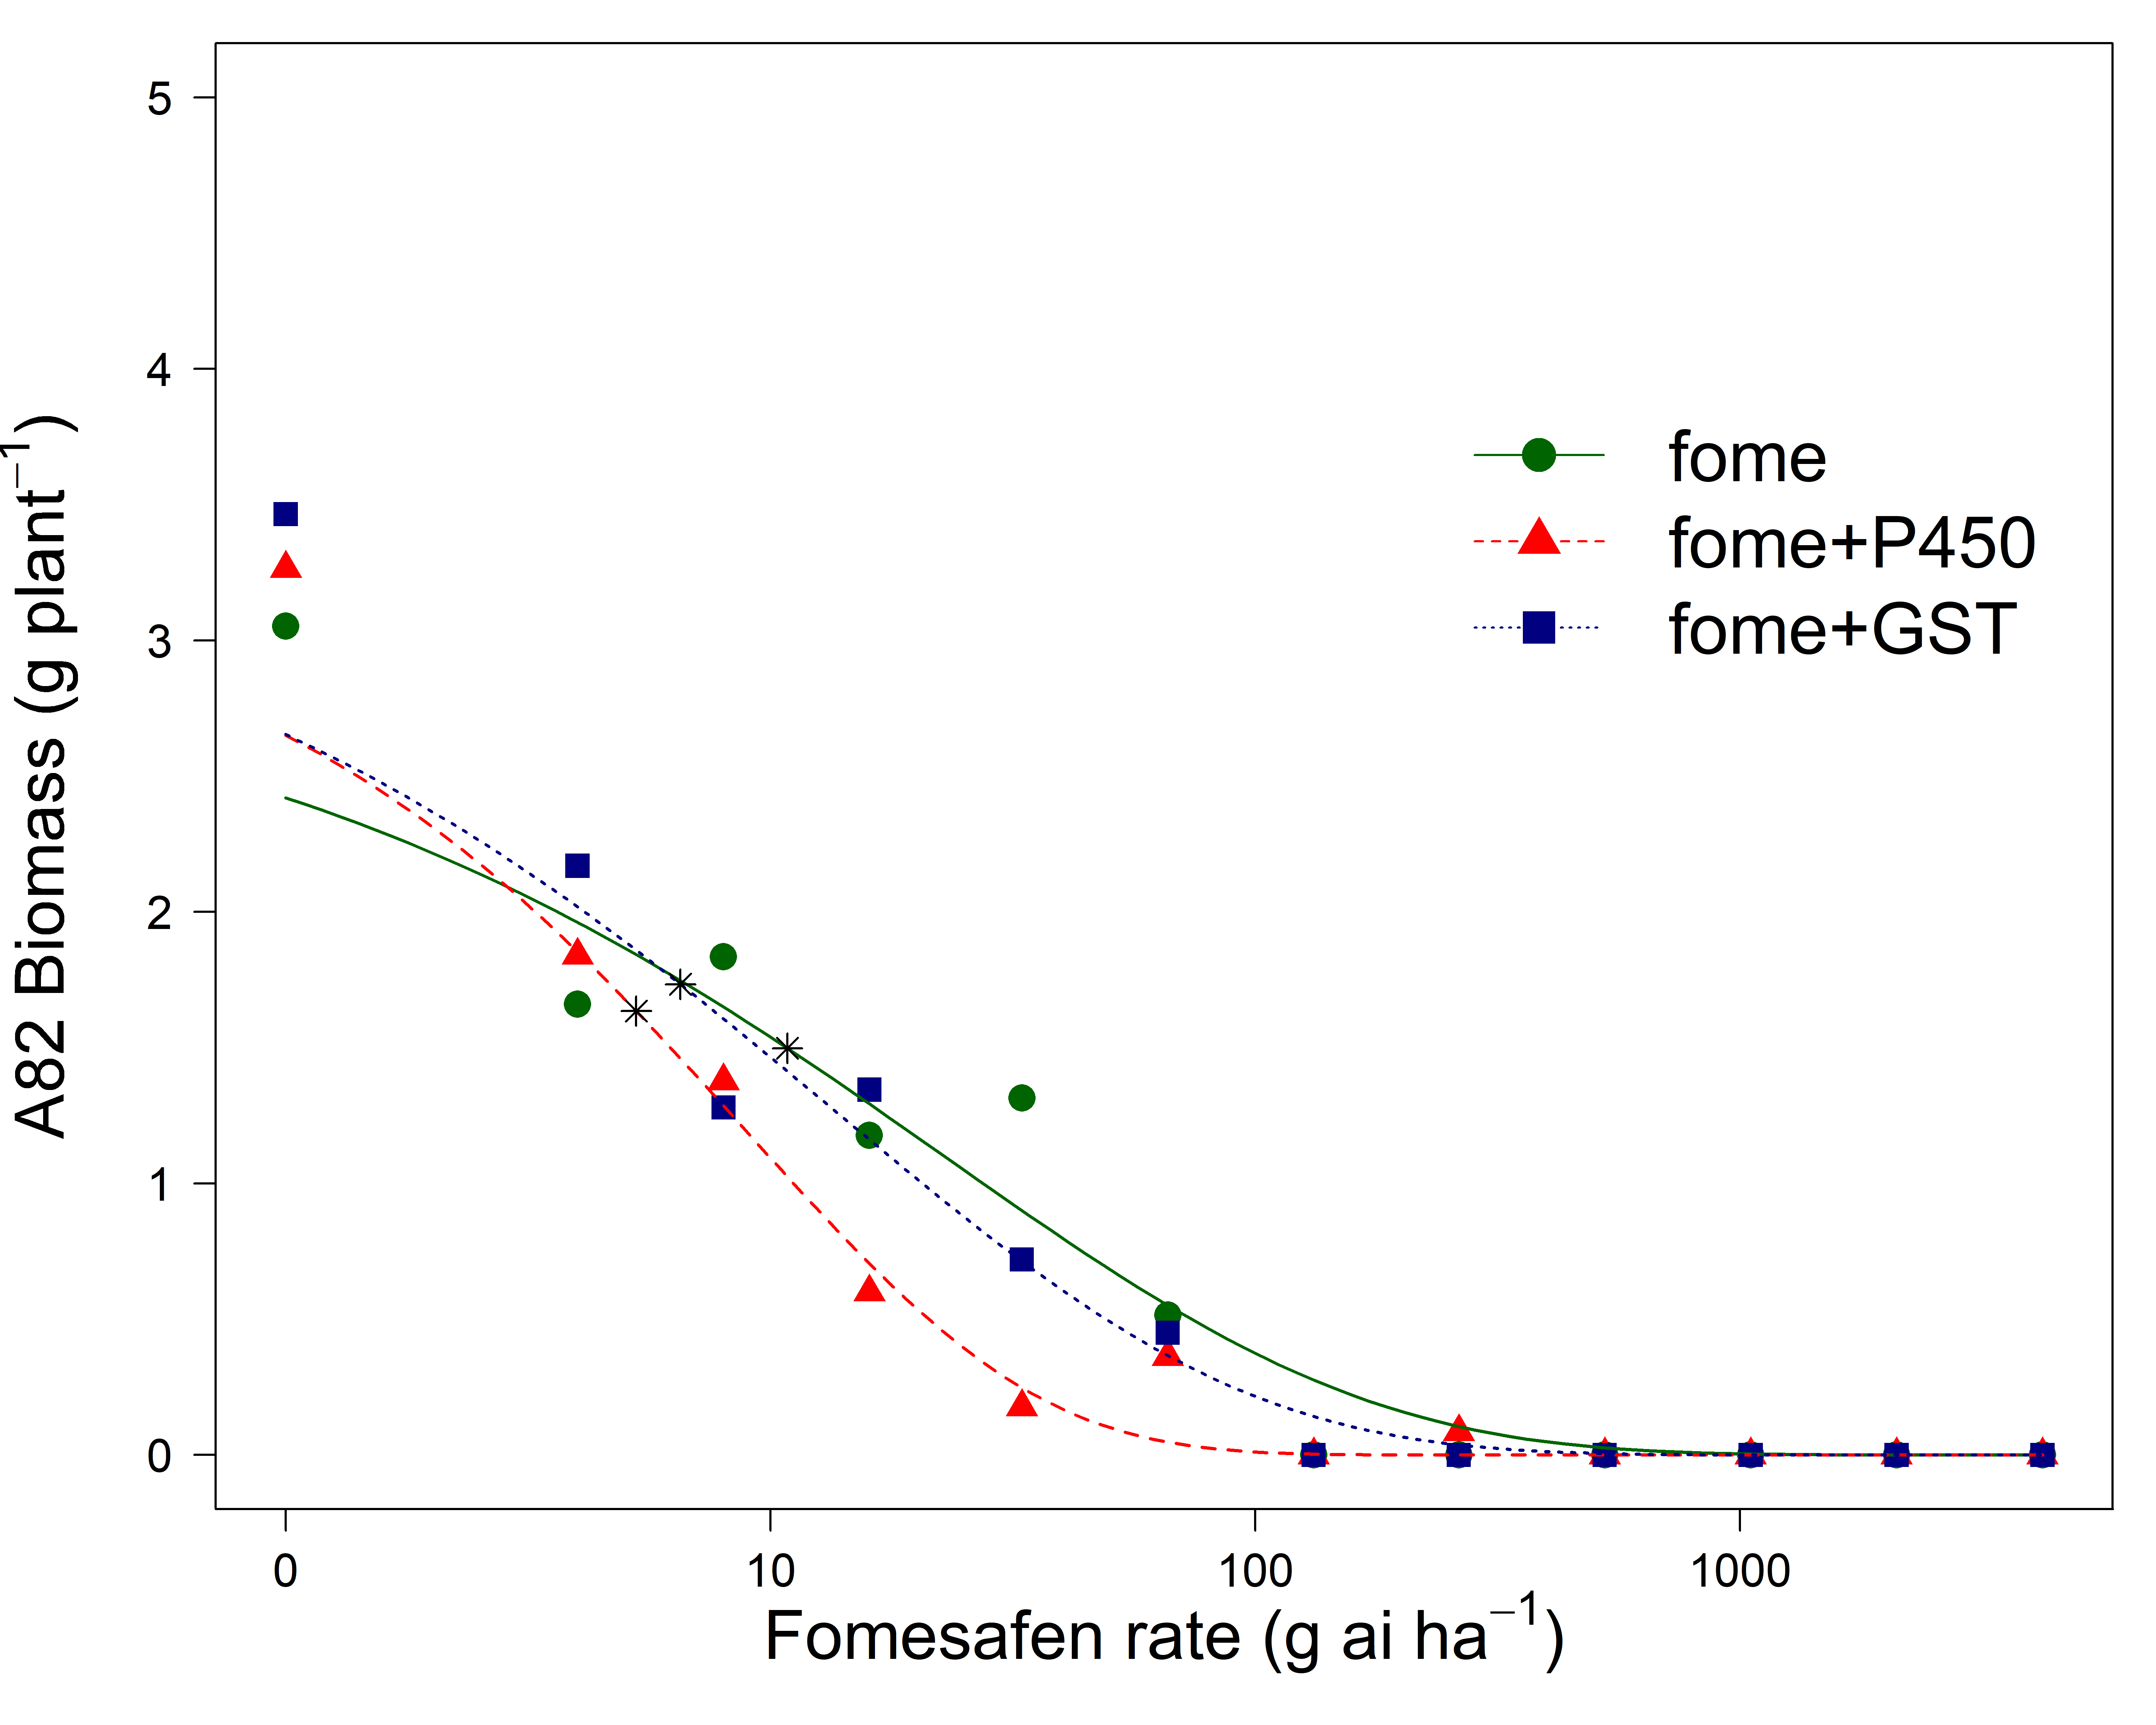 5
4
3
2
1
0
A82 Biomass (g plant⁻¹)
fome
fome+P450
fome+GST
0 10 100 1000
Fomesafen rate (g ai ha⁻¹)